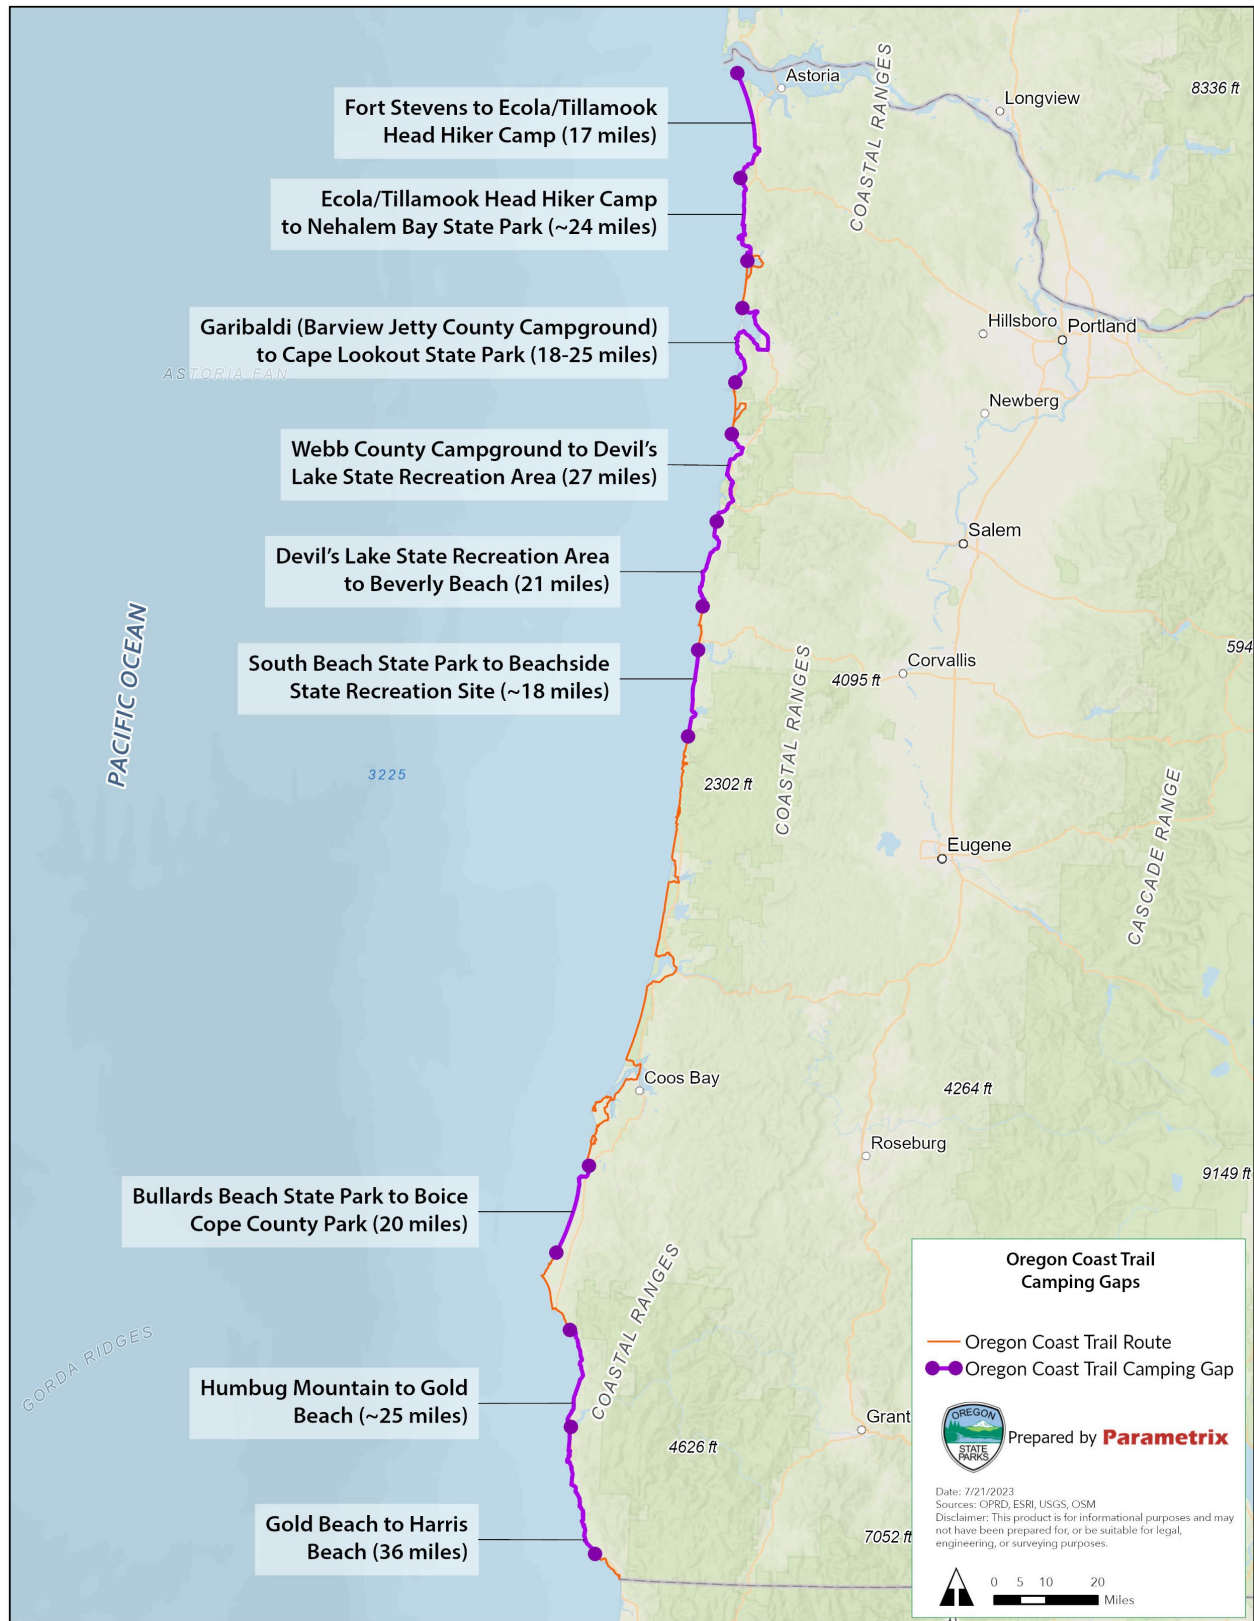 Astoria
Longview
8336 ft
COASTAL RANGES
Fort Stevens to Ecola/Tillamook
Head Hiker Camp (17 miles)
Ecola/Tillamook Head Hiker Camp
to Nehalem Bay State Park (~24 miles)
Garibaldi (Barview Jetty County Campground)
to Cape Lookout State Park (18-25 miles)
Hillsboro
Portland
ASTORIA FAN
Newberg
Webb County Campground to Devil's
Lake State Recreation Area (27 miles)
Salem
Devil's Lake State Recreation Area
to Beverly Beach (21 miles)
PACIFIC OCEAN
South Beach State Park to Beachside
State Recreation Site (~18 miles)
COASTAL RANGES
4095 ft
Corvallis
594
3225
2302 ft
Eugene
CASCADE RANGE
Coos Bay
4264 ft
Roseburg
9149 ft
Bullards Beach State Park to Boice
Cope County Park (20 miles)
COASTAL RANGES
GORDA RIDGES
Humbug Mountain to Gold
Beach (~25 miles)
4626 ft
Grant
Gold Beach to Harris
Beach (36 miles)
7052 ft
Oregon Coast Trail
Camping Gaps
Oregon Coast Trail Route
Oregon Coast Trail Camping Gap
OREGON
STATE
PARKS
Prepared by Parametrix
Date: 7/21/2023
Sources: OPRD, ESRI, USGS, OSM
Disclaimer: This product is for informational purposes and may
not have been prepared for, or be suitable for legal,
engineering, or surveying purposes.
0 5 10 20
Miles